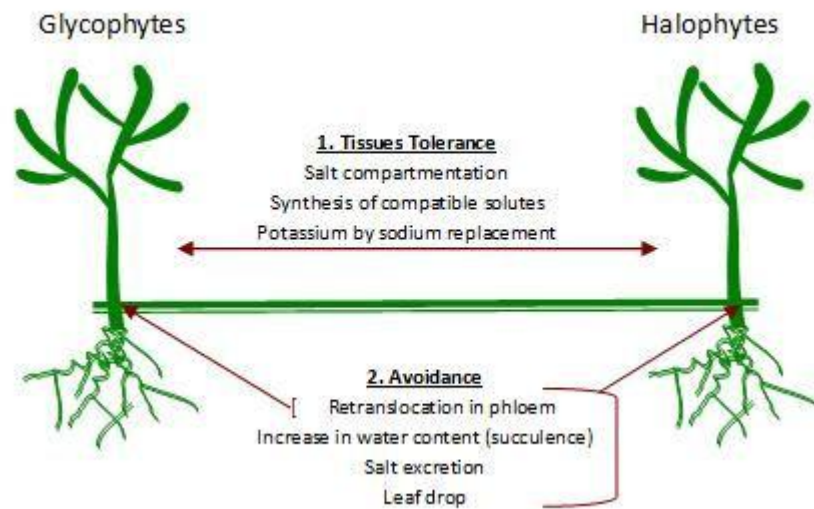 Glycophytes
Halophytes
1. Tissues Tolerance
Salt compartmentation
Synthesis of compatible solutes
Potassium by sodium replacement
2. Avoidance
[ Retranslocation in phloem
Increase in water content (succulence)
Salt excretion
Leaf drop